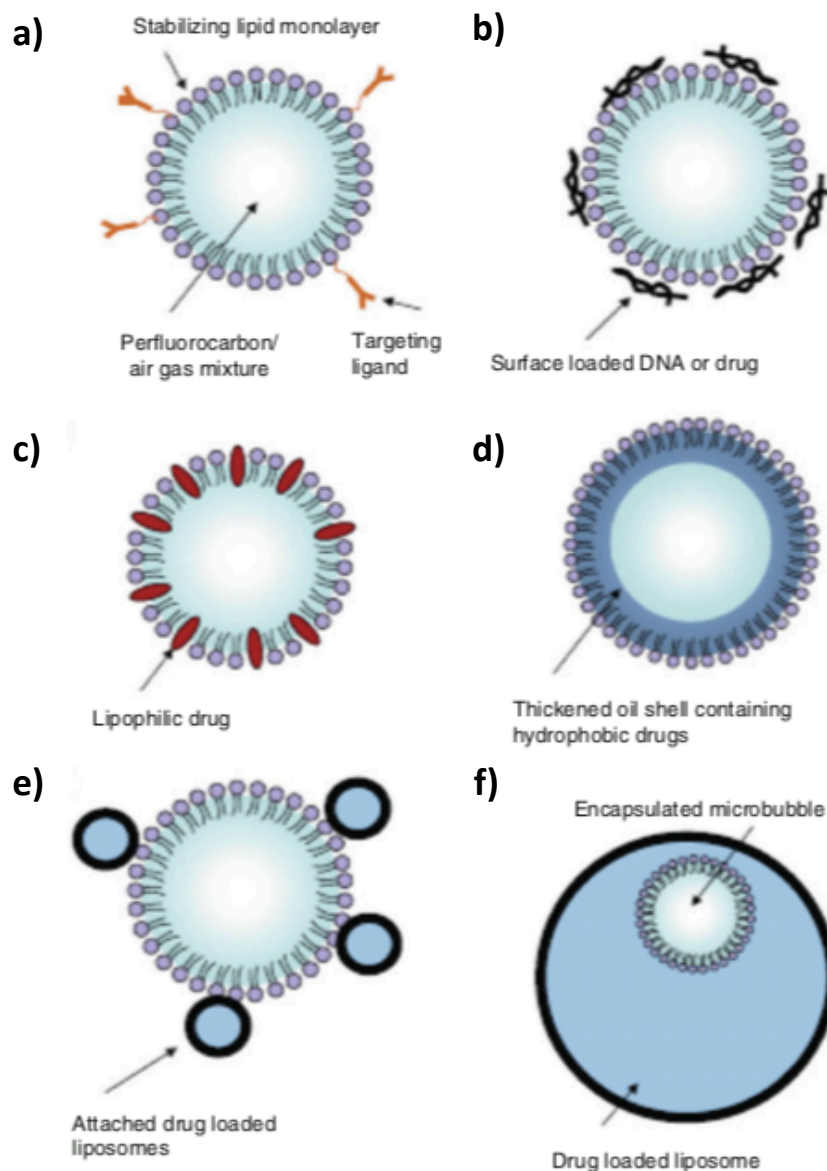 a)
Stabilizing lipid monolayer
Perfluorocarbon/
air gas mixture
Targeting
ligand
b)
Surface loaded DNA or drug
c)
Lipophilic drug
d)
Thickened oil shell containing
hydrophobic drugs
e)
Attached drug loaded
liposomes
f)
Encapsulated microbubble
Drug loaded liposome